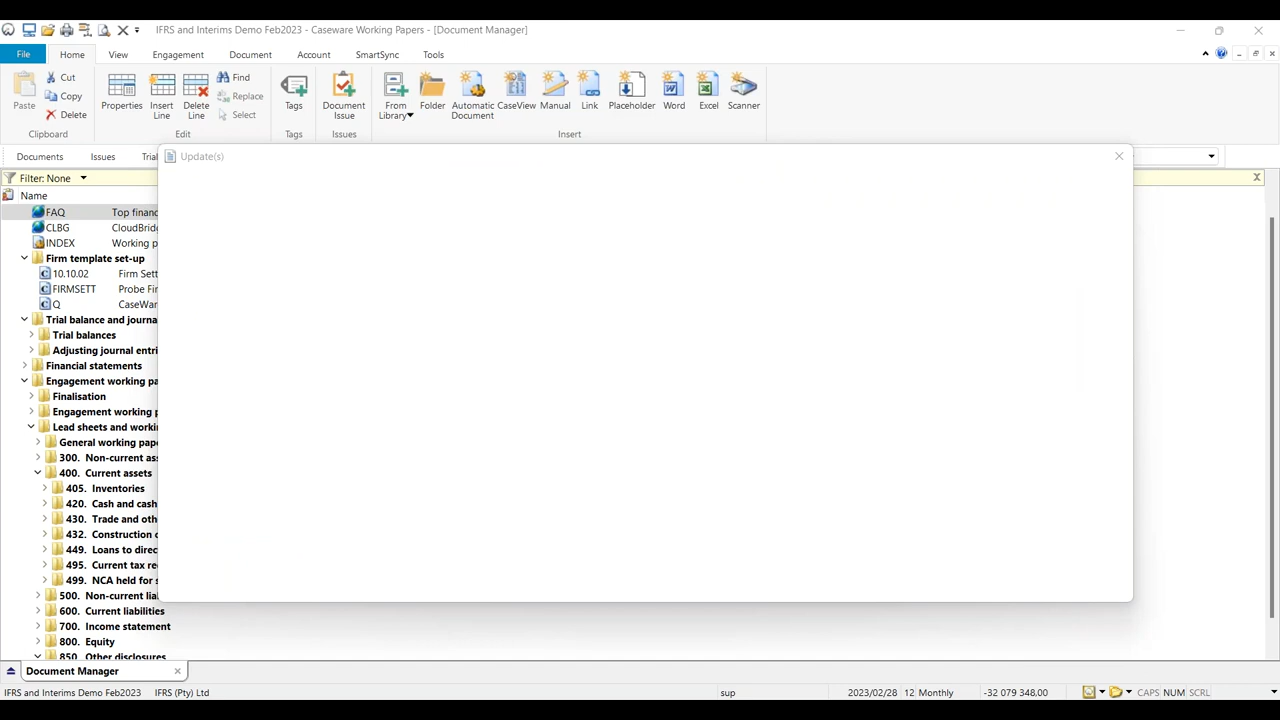 IFRS and Interims Demo Feb2023 - Caseware Working Papers - [Document Manager]
File Home View Engagement Document Account SmartSync Tools
Paste Cut Copy Delete
Clipboard
Properties Insert Line Delete Line Find Replace Select
Edit
Tags
Tags
Document Issue
Issues
From Library Folder Automatic Document CaseView Manual Link Placeholder Word Excel Scanner
Insert
Documents Issues Trial
Update(s)
Filter: None
Name
FAQ Top financ
CLBG CloudBridg
INDEX Working p
Firm template set-up
10.10.02 Firm Sett
FIRMSETT Probe Fir
Q CaseWar
Trial balance and journa
Trial balances
Adjusting journal entri
Financial statements
Engagement working pa
Finalisation
Engagement working p
Lead sheets and worki
General working pape
300. Non-current ass
400. Current assets
405. Inventories
420. Cash and cash
430. Trade and oth
432. Construction c
449. Loans to direc
495. Current tax re
499. NCA held for s
500. Non-current lia
600. Current liabilities
700. Income statement
800. Equity
850. Other disclosures
Document Manager
IFRS and Interims Demo Feb2023 IFRS (Pty) Ltd sup 2023/02/28 12 Monthly -32 079 348.00 CAPS NUM SCRL